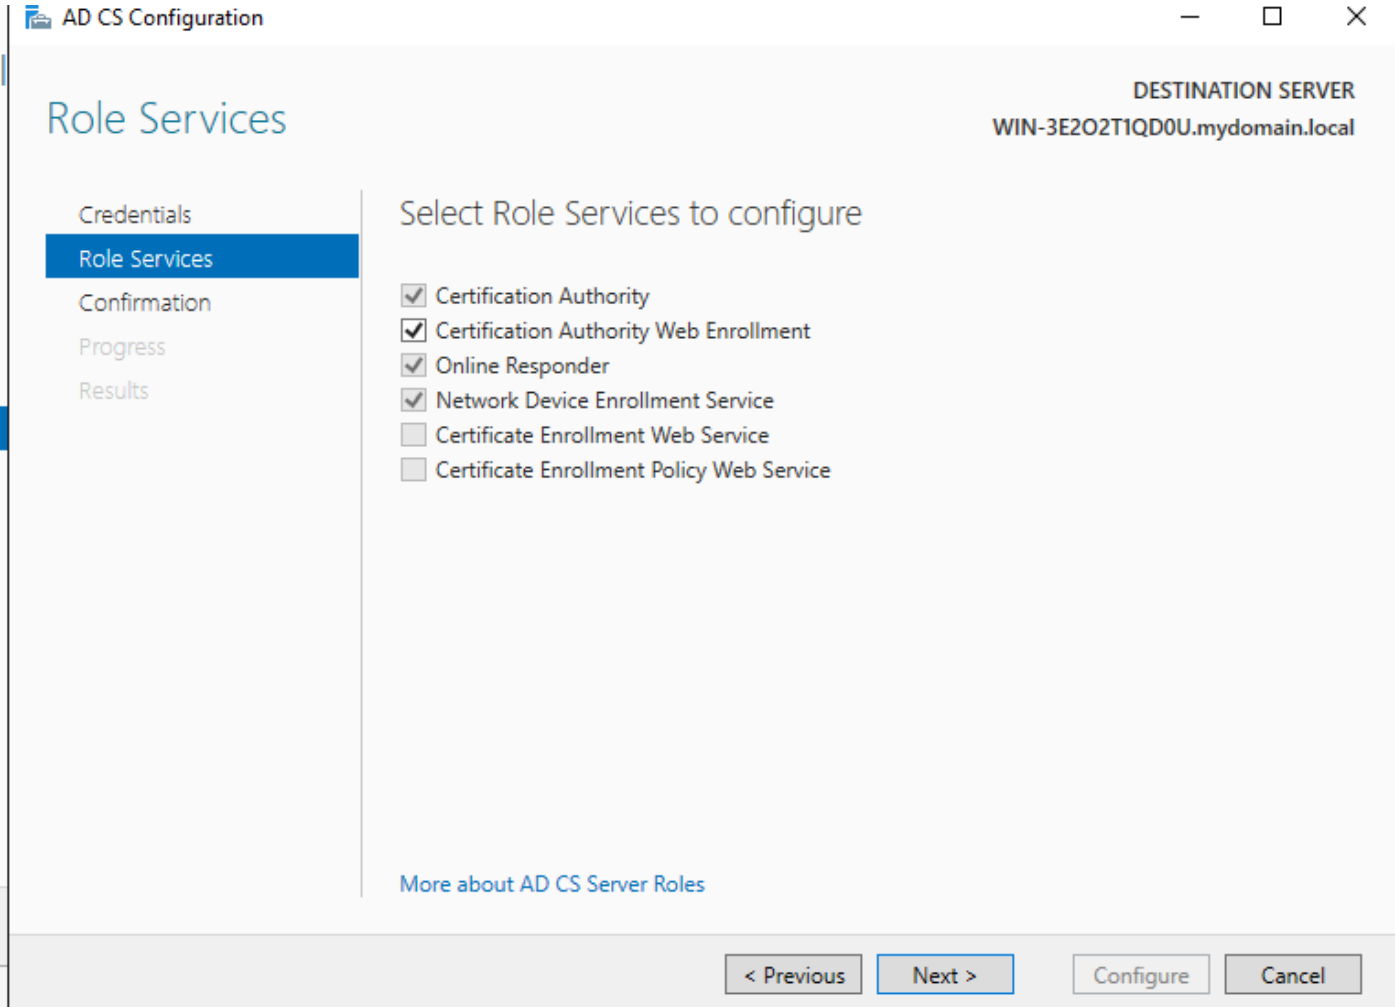 AD CS Configuration
Role Services
DESTINATION SERVER
WIN-3E2O2T1QD0U.mydomain.local
Credentials
Role Services
Confirmation
Progress
Results
Select Role Services to configure
Certification Authority
Certification Authority Web Enrollment
Online Responder
Network Device Enrollment Service
Certificate Enrollment Web Service
Certificate Enrollment Policy Web Service
More about AD CS Server Roles
< Previous
Next >
Configure
Cancel